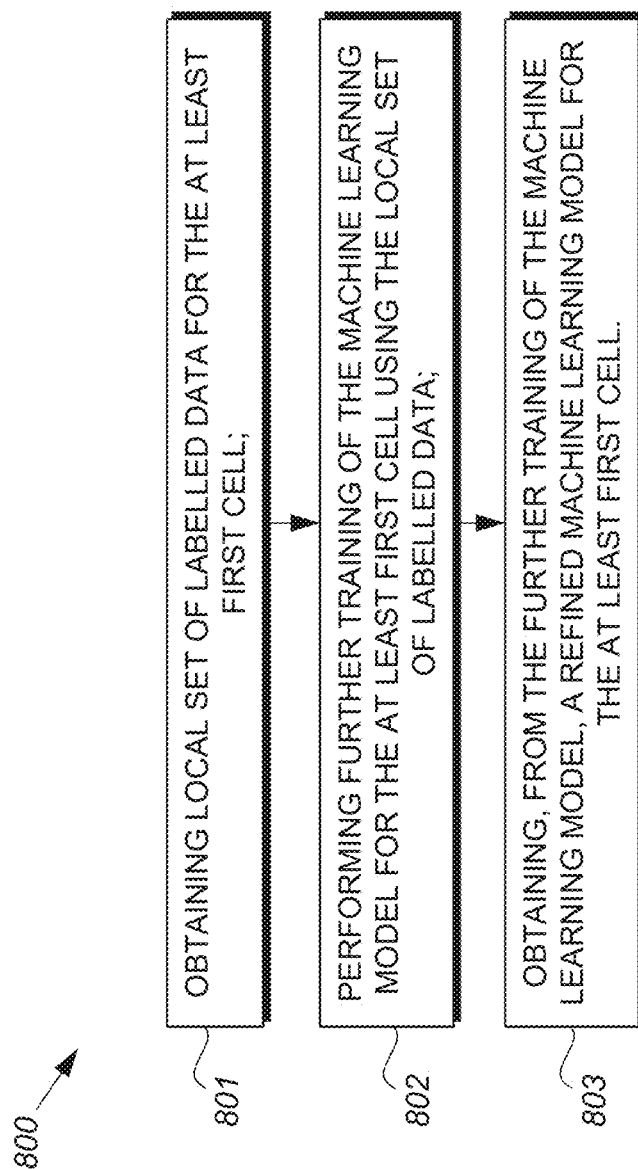 800
801
OBTAINING LOCAL SET OF LABELLED DATA FOR THE AT LEAST
FIRST CELL;
802
PERFORMING FURTHER TRAINING OF THE MACHINE LEARNING
MODEL FOR THE AT LEAST FIRST CELL USING THE LOCAL SET
OF LABELLED DATA;
803
OBTAINING, FROM THE FURTHER TRAINING OF THE MACHINE
LEARNING MODEL, A REFINED MACHINE LEARNING MODEL FOR
THE AT LEAST FIRST CELL.